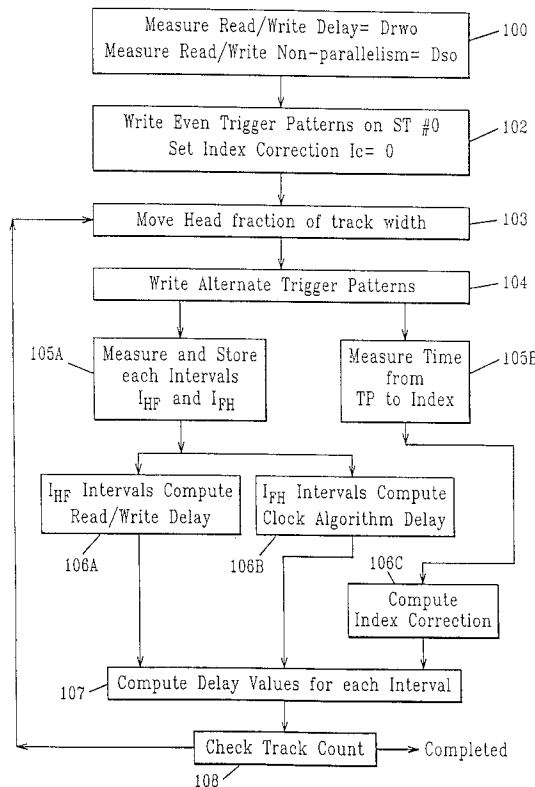 Measure Read/Write Delay= Drwo
Measure Read/Write Non-parallelism= Dso
100
Write Even Trigger Patterns on ST #0
Set Index Correction Ic= 0
102
Move Head fraction of track width
103
Write Alternate Trigger Patterns
104
105A
Measure and Store
each Intervals
IHF and IFH
Measure Time
from
TP to Index
105B
IHF Intervals Compute
Read/Write Delay
106A
IFH Intervals Compute
Clock Algorithm Delay
106B
106C
Compute
Index Correction
107
Compute Delay Values for each Interval
Check Track Count
Completed
108